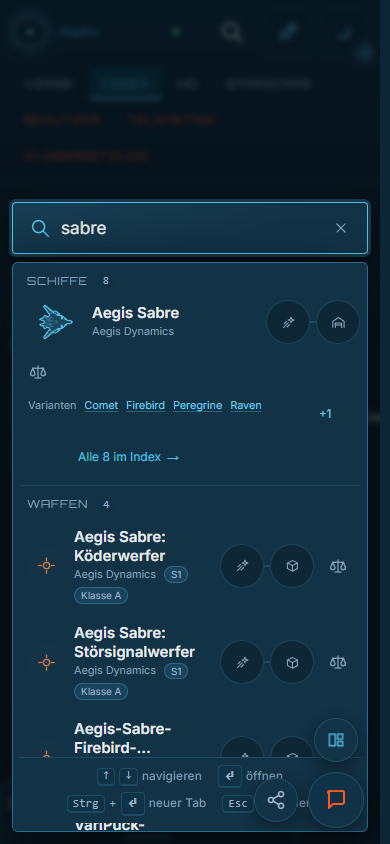 sabre
SCHIFFE 8
Aegis Sabre
Aegis Dynamics
Varianten Comet Firebird Peregrine Raven
+1
Alle 8 im Index →
WAFFEN 4
Aegis Sabre:
Köderwerfer
Aegis Dynamics S1
Klasse A
Aegis Sabre:
Störsignalwerfer
Aegis Dynamics S1
Klasse A
Aegis-Sabre-
Firebird-...
↑ ↓ navigieren öffnen
Strg + neuer Tab Esc
VariPuck-